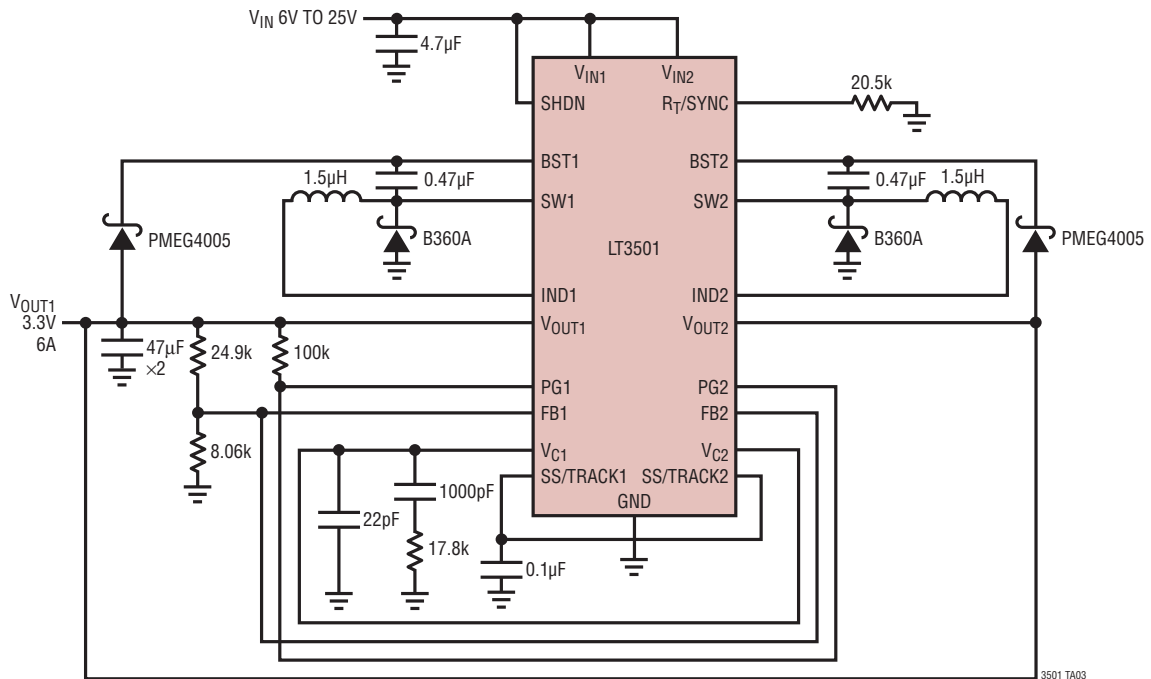 VIN 6V TO 25V
4.7µF
VIN1
VIN2
SHDN
RT/SYNC
20.5k
BST1
BST2
1.5µH
0.47µF
0.47µF
1.5µH
SW1
SW2
PMEG4005
B360A
LT3501
B360A
PMEG4005
IND1
IND2
VOUT1
3.3V
6A
VOUT1
VOUT2
47µF
×2
24.9k
100k
PG1
PG2
FB1
FB2
8.06k
VC1
VC2
SS/TRACK1
SS/TRACK2
1000pF
GND
22pF
17.8k
0.1µF
3501 TA03